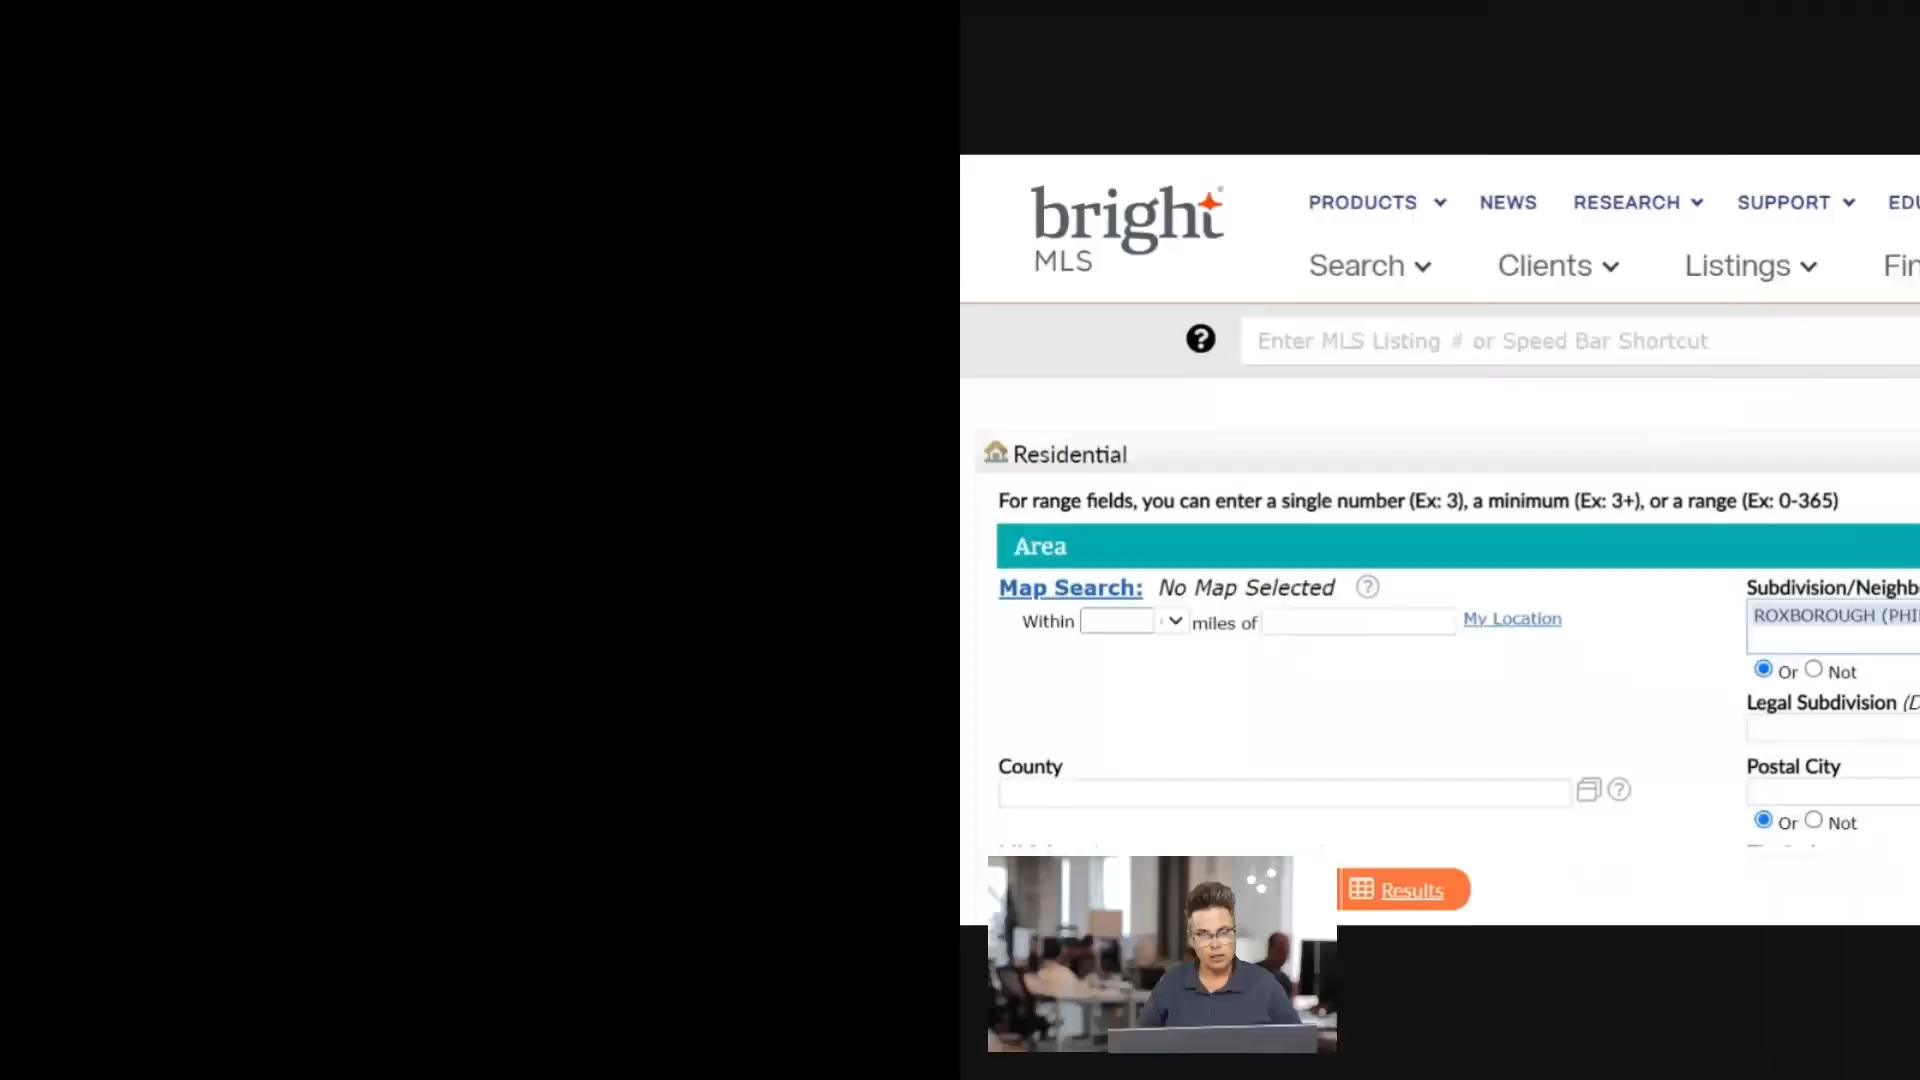 bright
MLS
PRODUCTS NEWS RESEARCH SUPPORT
Search Clients Listings
Enter MLS Listing # or Speed Bar Shortcut
Residential
For range fields, you can enter a single number (Ex: 3), a minimum (Ex: 3+), or a range (Ex: 0-365)
Area
Map Search: No Map Selected
Within miles of My Location
Subdivision/Neighb
ROXBOROUGH (PHI
Or Not
Legal Subdivision
County
Postal City
Or Not
Results